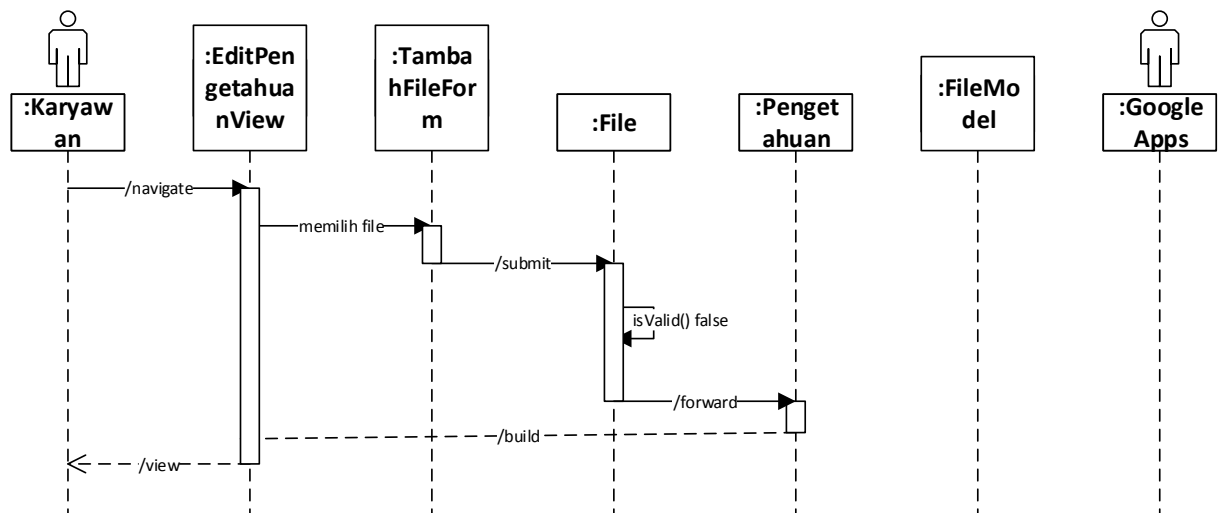 :Karyaw
an
:EditPen
getahua
nView
:Tamba
hFileFor
m
:File
:Penget
ahuan
:FileMo
del
:Google
Apps
/navigate
memilih file
/submit
isValid() false
/forward
/build
/view